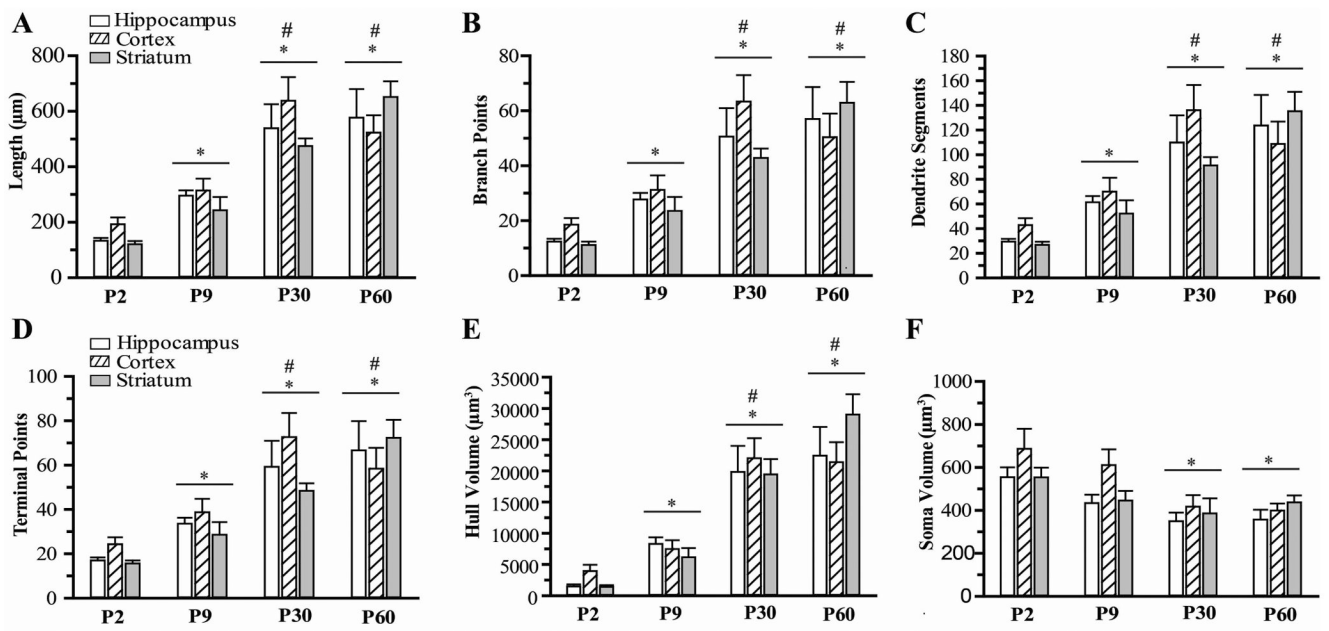 A
Hippocampus
Cortex
Striatum
Length (µm)
800
600
400
200
0
*
#
*
#
*
P2 P9 P30 P60
B
Branch Points
80
60
40
20
0
*
#
*
#
*
P2 P9 P30 P60
C
Dendrite Segments
180
160
140
120
100
80
60
40
20
0
*
#
*
#
*
P2 P9 P30 P60
D
Hippocampus
Cortex
Striatum
Terminal Points
100
80
60
40
20
0
*
#
*
#
*
P2 P9 P30 P60
E
Hull Volume (µm³)
35000
30000
25000
20000
15000
10000
5000
0
*
#
*
#
*
P2 P9 P30 P60
F
Soma Volume (µm³)
1000
800
600
400
200
0
*
*
P2 P9 P30 P60